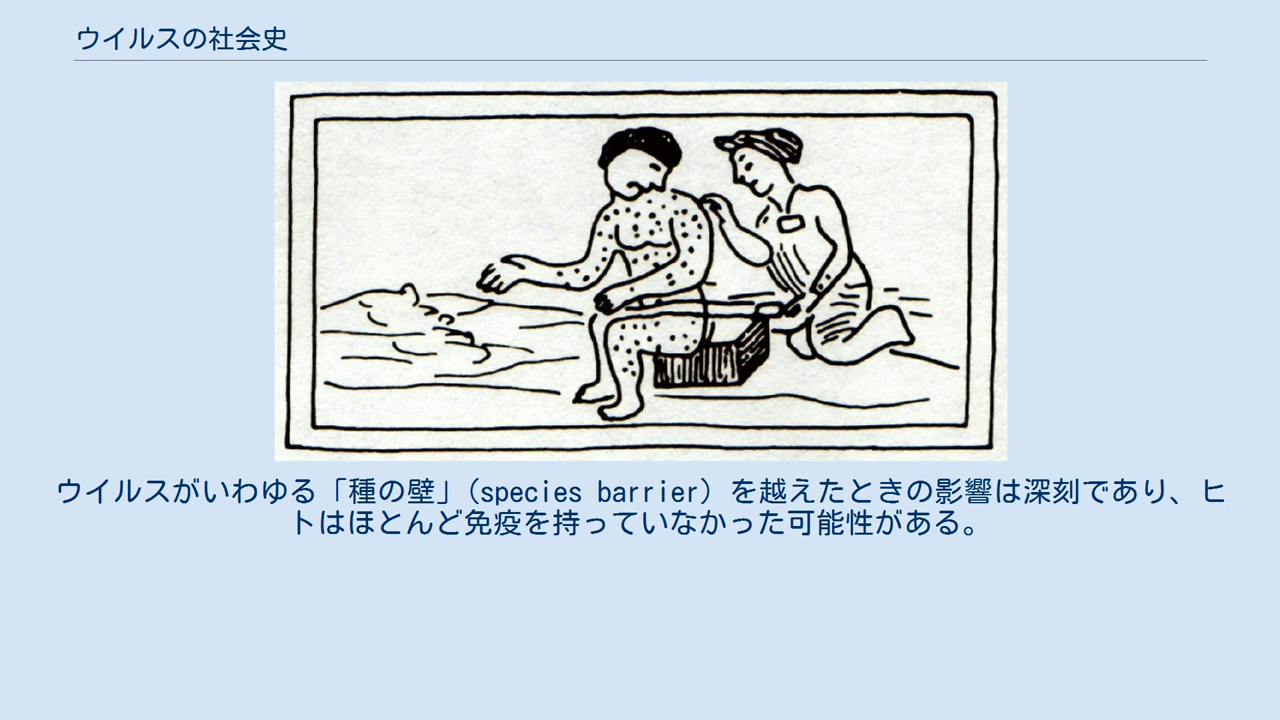 ウイルスの社会史
ウイルスがいわゆる「種の壁」（species barrier）を越えたときの影響は深刻であり、ヒ
トはほとんど免疫を持っていなかった可能性がある。